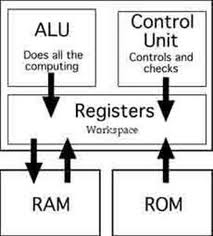 ALU
Does all the
computing
Control
Unit
Controls and
checks
Registers
Workspace
RAM
ROM